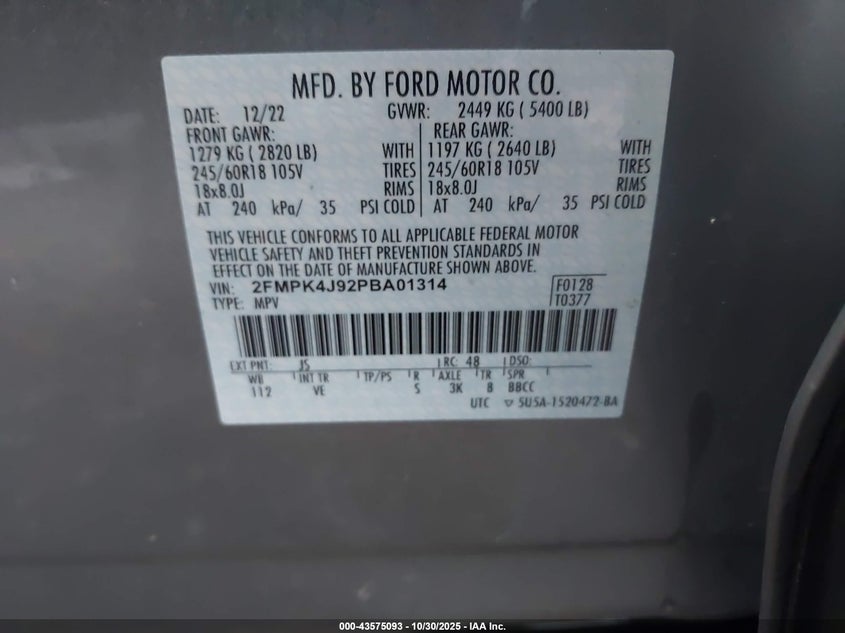 MFD. BY FORD MOTOR CO.
DATE: 12/22 GVWR: 2449 KG ( 5400 LB)
FRONT GAWR: REAR GAWR:
1279 KG ( 2820 LB) WITH 1197 KG ( 2640 LB) WITH
245/60R18 105V TIRES 245/60R18 105V TIRES
18x8.0J RIMS 18x8.0J RIMS
AT 240 kPa/ 35 PSI COLD AT 240 kPa/ 35 PSI COLD
THIS VEHICLE CONFORMS TO ALL APPLICABLE FEDERAL MOTOR
VEHICLE SAFETY AND THEFT PREVENTION STANDARDS IN
EFFECT ON THE DATE OF MANUFACTURE SHOWN ABOVE.
VIN: 2FMPK4J92PBA01314 F0128
TYPE: MPV T0377
EXT PNT: JS RC: 48 DSO:
WB INT TR TP/PS R AXLE TR SPR
112 VE S 3K 8 BBCC
UTC ▽ 5U5A-1520472-BA
000-43575093 - 10/30/2025 - IAA Inc.